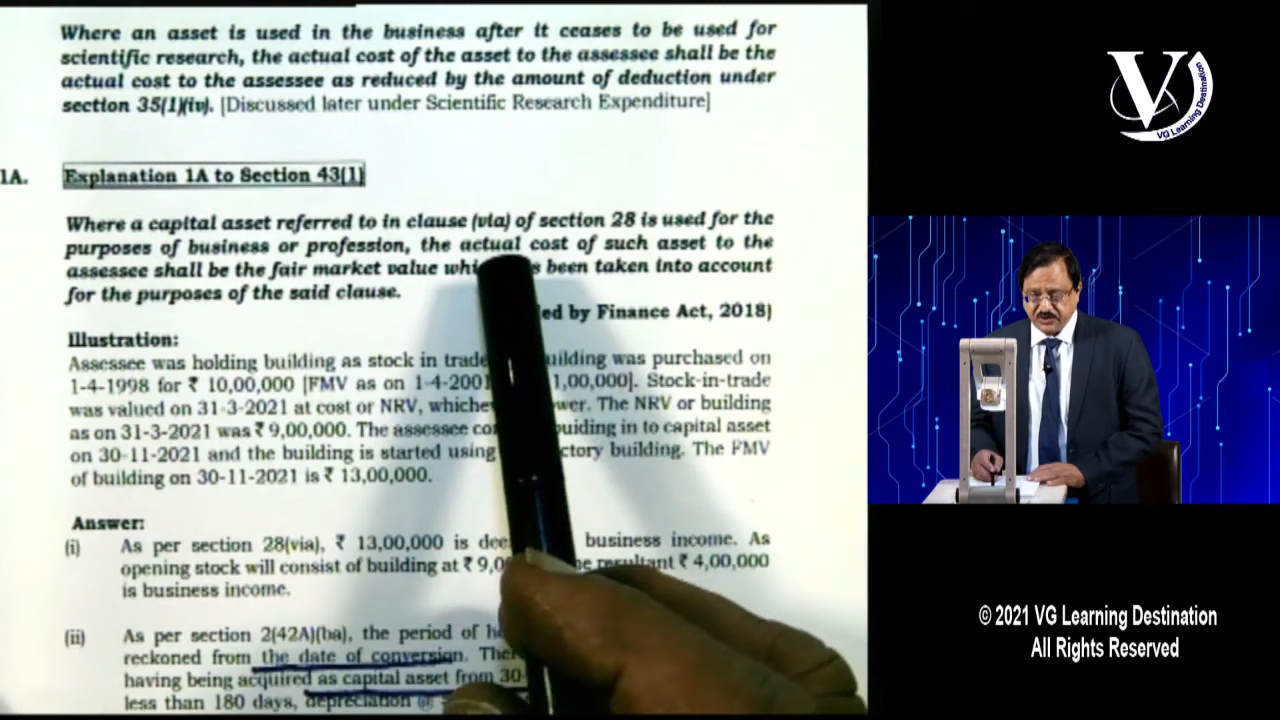 Where an asset is used in the business after it ceases to be used for
scientific research, the actual cost of the asset to the assessee shall be the
actual cost to the assessee as reduced by the amount of deduction under
section 35(1)(iv). [Discussed later under Scientific Research Expenditure]
1A. Explanation 1A to Section 43(1)
Where a capital asset referred to in clause (via) of section 28 is used for the
purposes of business or profession, the actual cost of such asset to the
assessee shall be the fair market value been taken into account
for the purposes of the said clause.
by Finance Act, 2018)
Illustration:
Assessee was holding building as stock in trade was purchased on
1-4-1998 for ₹ 10,00,000 [FMV as on 1-4-2001 1,00,000]. Stock-in-trade
was valued on 31-3-2021 at cost or NRV, The NRV or building
as on 31-3-2021 was ₹ 9,00,000. The assessee buiding in to capital asset
on 30-11-2021 and the building is started using building. The FMV
of building on 30-11-2021 is ₹ 13,00,000.
Answer:
(i) As per section 28(via), ₹ 13,00,000 is business income. As
opening stock will consist of building at ₹ resultant ₹ 4,00,000
is business income.
(ii) As per section 2(42A)(ba), the period of
reckoned from the date of conversion.
having being acquired as capital asset from
less than 180 days, depreciation @
V
VG Learning Destination
© 2021 VG Learning Destination
All Rights Reserved